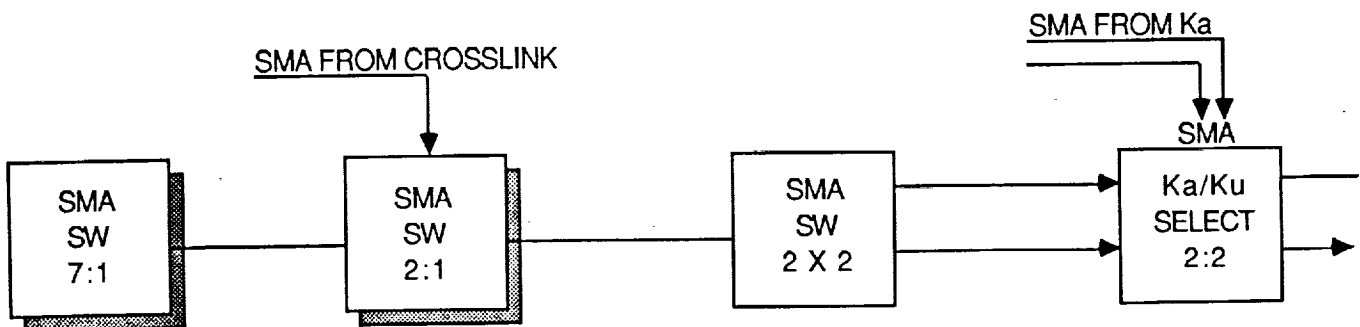 SMA FROM Ka
SMA FROM CROSSLINK
SMA
SW
7:1
SMA
SW
2:1
SMA
SW
2 X 2
SMA
Ka/Ku
SELECT
2:2